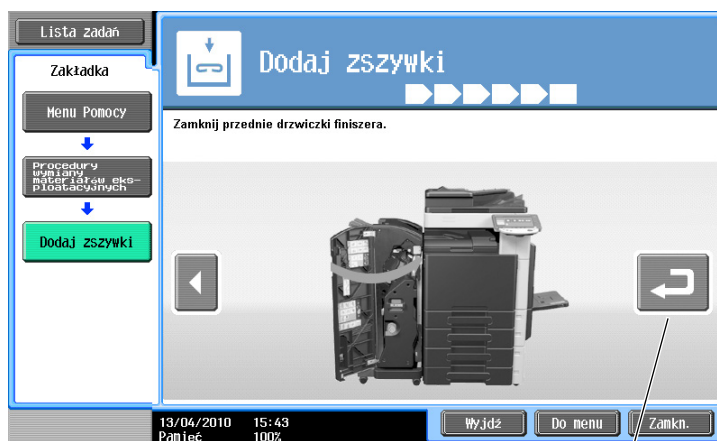 Lista zadań
Zakładka
Menu Pomocy
Procedury
wymiany
materiałów eks-
ploatacyjnych
Dodaj zszywki
Dodaj zszywki
Zamknij przednie drzwiczki finiszera.
13/04/2010 15:43
Pamięć 100%
Wyjdź
Do menu
Zamkn.